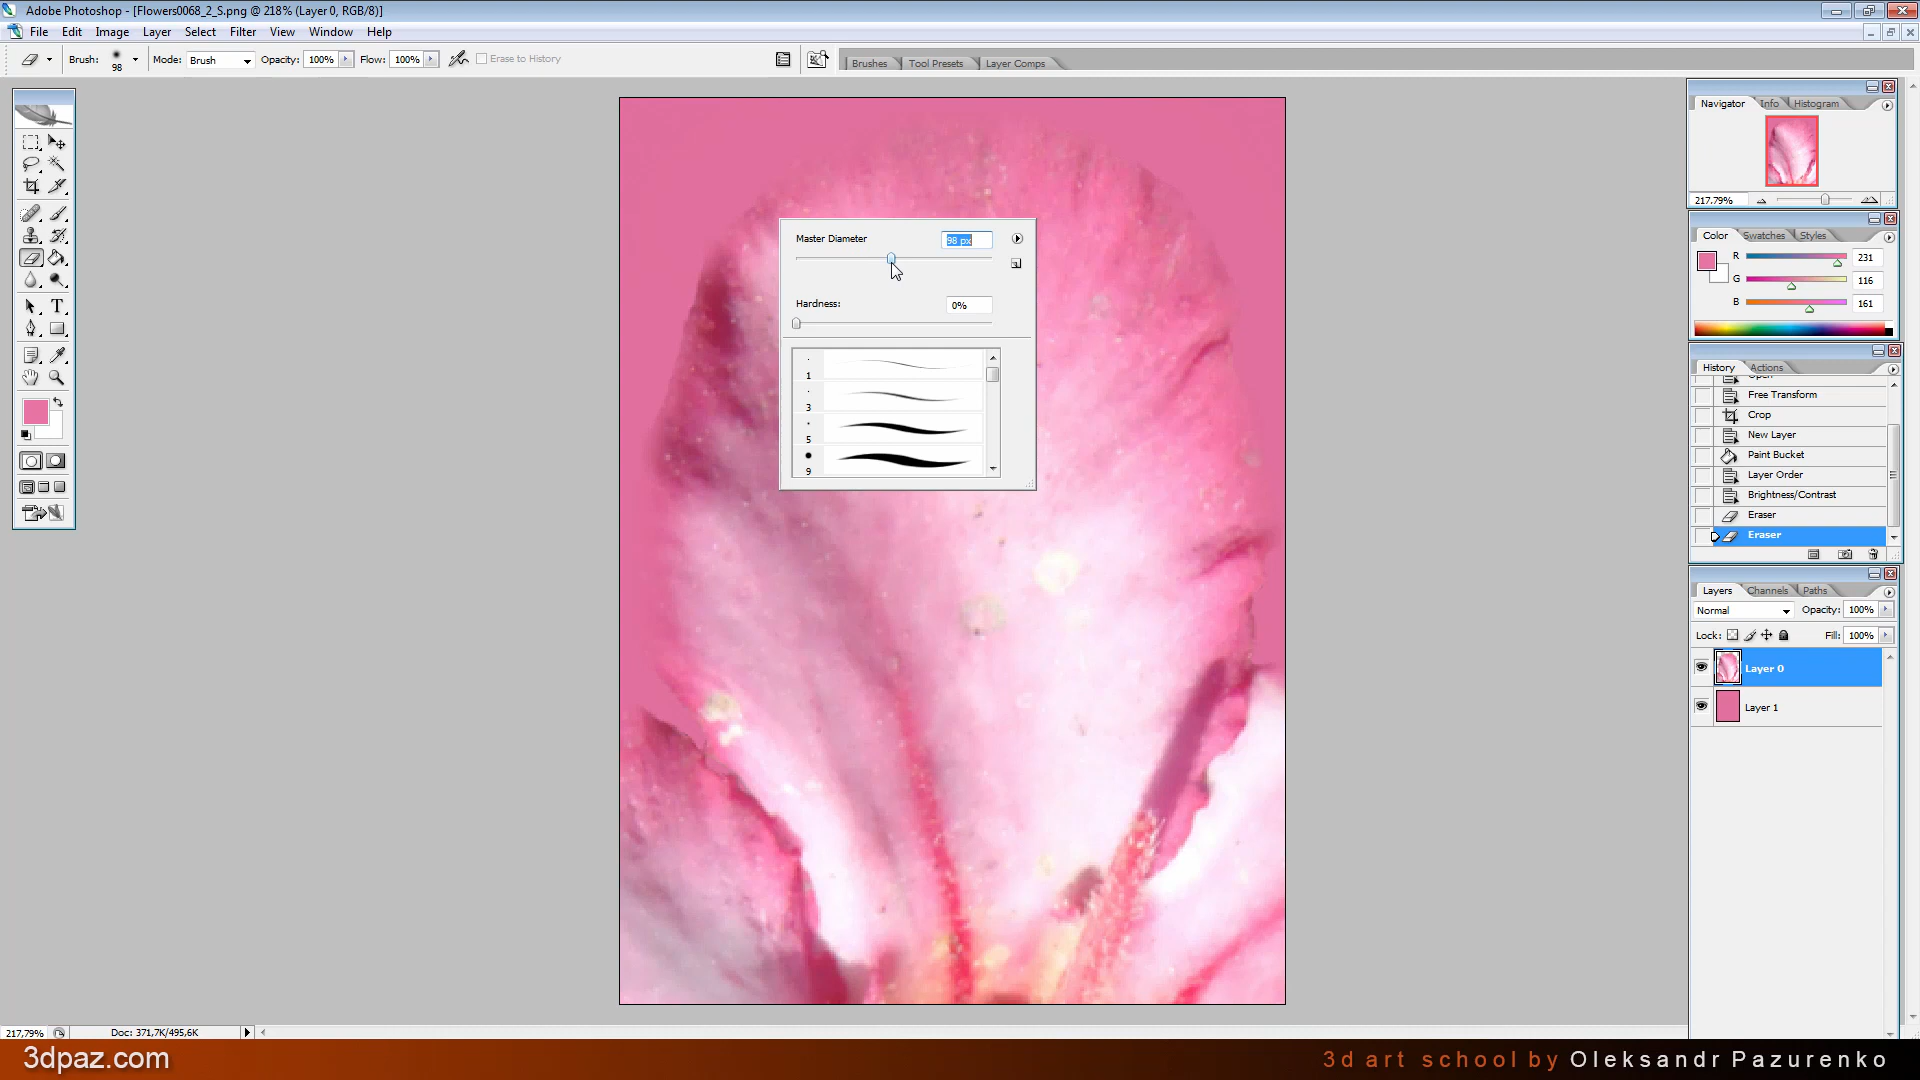 Adobe Photoshop - [Flowers0068_2_S.png @ 218% (Layer 0, RGB/8)]
File Edit Image Layer Select Filter View Window Help
Brush: 98 Mode: Brush Opacity: 100% Flow: 100% Erase to History
Brushes Tool Presets Layer Comps
Navigator Info Histogram
217,79%
Color Swatches Styles
R 231
G 116
B 161
Master Diameter 98 px
Hardness: 0%
1
3
5
9
History Actions
Free Transform
Crop
New Layer
Paint Bucket
Layer Order
Brightness/Contrast
Eraser
Eraser
Layers Channels Paths
Normal Opacity: 100%
Lock: Fill: 100%
Layer 0
Layer 1
217,79% Doc: 371,7K/495,6K
3dpaz.com
3d art school by Oleksandr Pazurenko